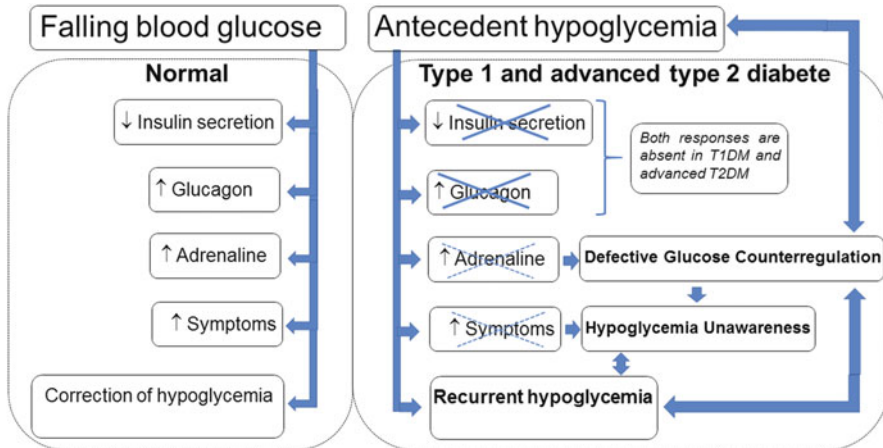 Falling blood glucose
Normal
↓ Insulin secretion
↑ Glucagon
↑ Adrenaline
↑ Symptoms
Correction of hypoglycemia
Antecedent hypoglycemia
Type 1 and advanced type 2 diabete
↓ Insulin secretion
↑ Glucagon
Both responses are
absent in T1DM and
advanced T2DM
↑ Adrenaline
Defective Glucose Counterregulation
↑ Symptoms
Hypoglycemia Unawareness
Recurrent hypoglycemia